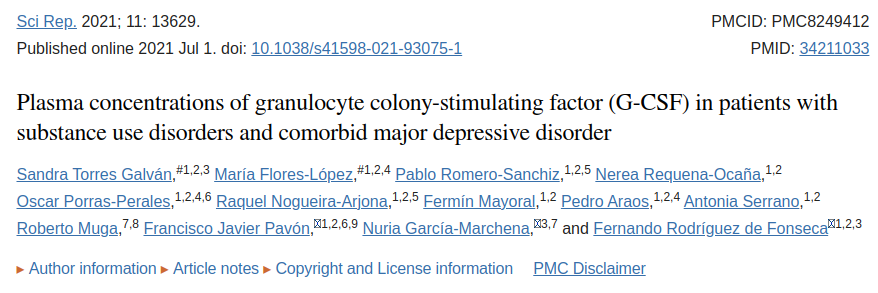 Sci Rep. 2021; 11: 13629.
PMCID: PMC8249412
Published online 2021 Jul 1. doi: 10.1038/s41598-021-93075-1
PMID: 34211033
Plasma concentrations of granulocyte colony-stimulating factor (G-CSF) in patients with
substance use disorders and comorbid major depressive disorder
Sandra Torres Galván,#1,2,3 María Flores-López,#1,2,4 Pablo Romero-Sanchiz,1,2,5 Nerea Requena-Ocaña,1,2
Oscar Porras-Perales,1,2,4,6 Raquel Nogueira-Arjona,1,2,5 Fermín Mayoral,1,2 Pedro Araos,1,2,4 Antonia Serrano,1,2
Roberto Muga,7,8 Francisco Javier Pavón,1,2,6,9 Nuria García-Marchena,3,7 and Fernando Rodríguez de Fonseca1,2,3
▸ Author information ▸ Article notes ▸ Copyright and License information PMC Disclaimer